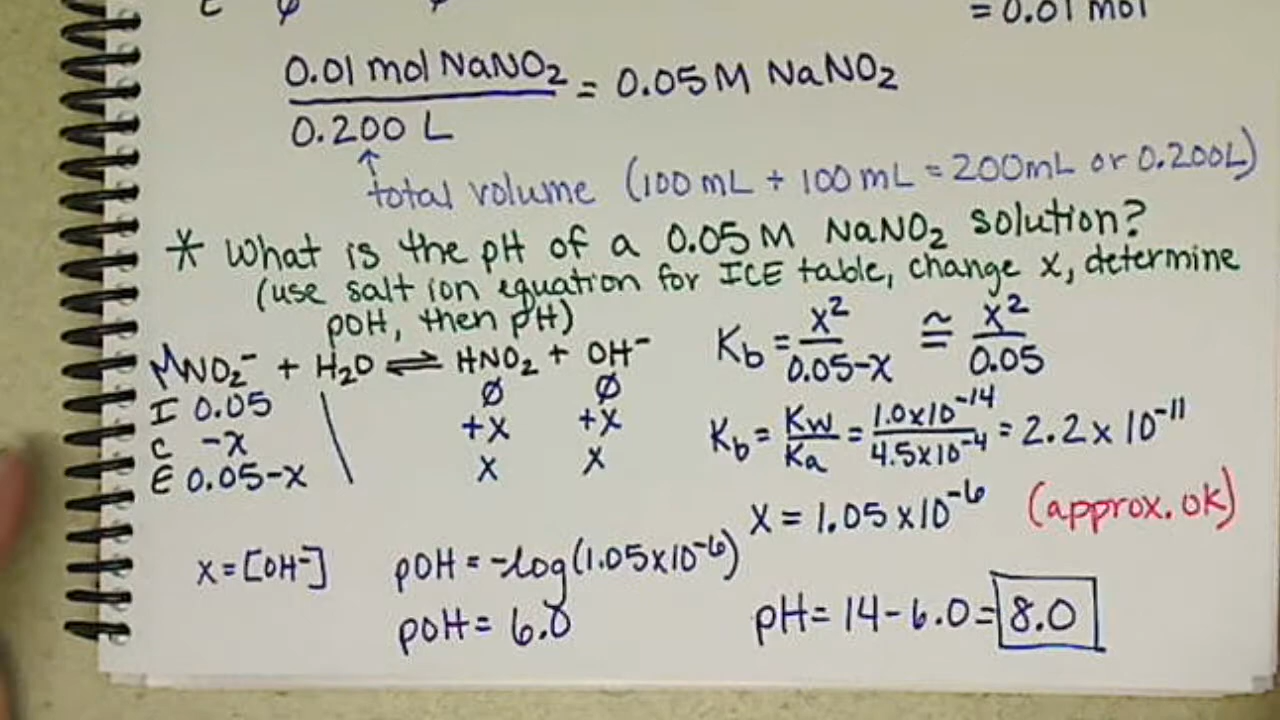 = 0.01 mol
0.01 mol NaNO₂ / 0.200 L = 0.05 M NaNO₂
↑ total volume (100 mL + 100 mL = 200mL or 0.200L)
* What is the pH of a 0.05 M NaNO₂ solution?
(use salt ion equation for ICE table, change x, determine
pOH, then pH)
NO₂⁻ + H₂O ⇌ HNO₂ + OH⁻
I 0.05 Ø Ø
C -x +x +x
E 0.05-x x x
Kb = x² / 0.05-x ≅ x² / 0.05
Kb = Kw / Ka = 1.0x10⁻¹⁴ / 4.5x10⁻⁴ = 2.2 x 10⁻¹¹
x = 1.05 x10⁻⁶ (approx. ok)
x = [OH⁻] pOH = -log(1.05x10⁻⁶)
pOH = 6.0 pH = 14 - 6.0 = 8.0